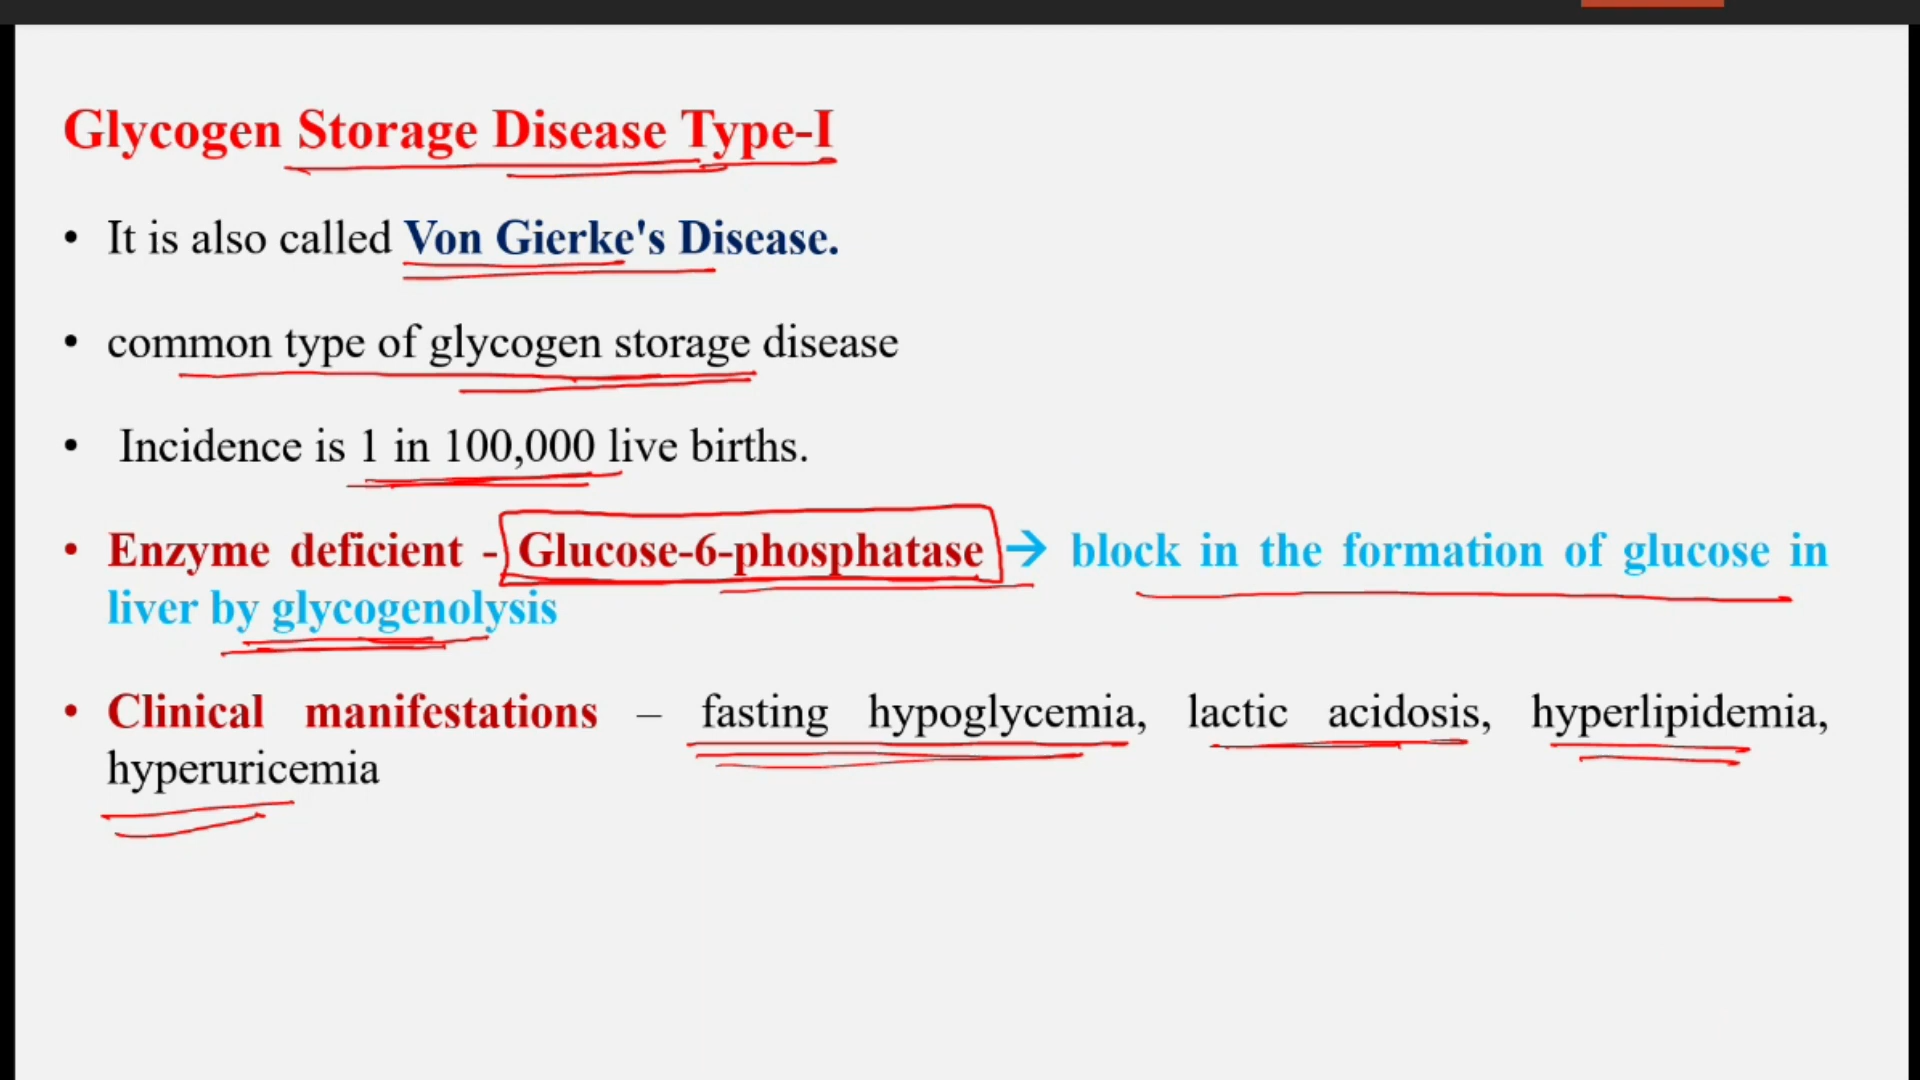 Glycogen Storage Disease Type-I
• It is also called Von Gierke's Disease.
• common type of glycogen storage disease
• Incidence is 1 in 100,000 live births.
• Enzyme deficient - Glucose-6-phosphatase → block in the formation of glucose in
liver by glycogenolysis
• Clinical manifestations – fasting hypoglycemia, lactic acidosis, hyperlipidemia,
hyperuricemia